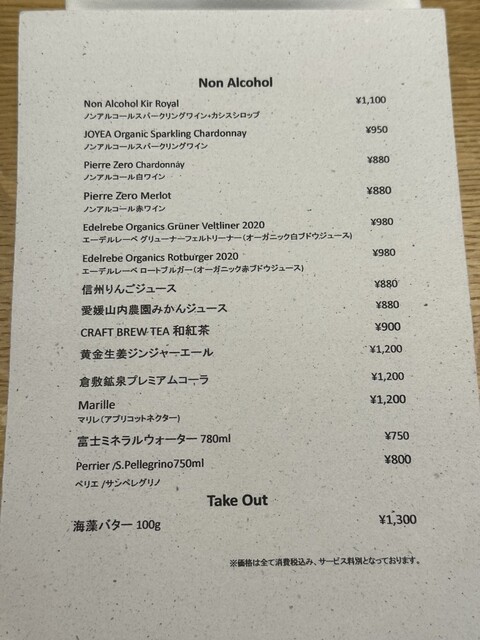 Non Alcohol
Non Alcohol Kir Royal ¥1,100
ノンアルコールスパークリングワイン+カシスシロップ
JOYEA Organic Sparkling Chardonnay ¥950
ノンアルコールスパークリングワイン
Pierre Zero Chardonnay ¥880
ノンアルコール白ワイン
Pierre Zero Merlot ¥880
ノンアルコール赤ワイン
Edelrebe Organics Grüner Veltliner 2020 ¥980
エーデルレーベ グリューナーフェルトリーナー(オーガニック白ブドウジュース)
Edelrebe Organics Rotburger 2020 ¥980
エーデルレーベ ロートブルガー(オーガニック赤ブドウジュース)
信州りんごジュース ¥880
愛媛山内農園みかんジュース ¥880
CRAFT BREW TEA 和紅茶 ¥900
黄金生姜ジンジャーエール ¥1,200
倉敷鉱泉プレミアムコーラ ¥1,200
Marille ¥1,200
マリレ(アプリコットネクター)
富士ミネラルウォーター 780ml ¥750
Perrier /S.Pellegrino750ml ¥800
ペリエ /サンペレグリノ
Take Out
海藻バター 100g ¥1,300
※価格は全て消費税込み、サービス料別となっております。